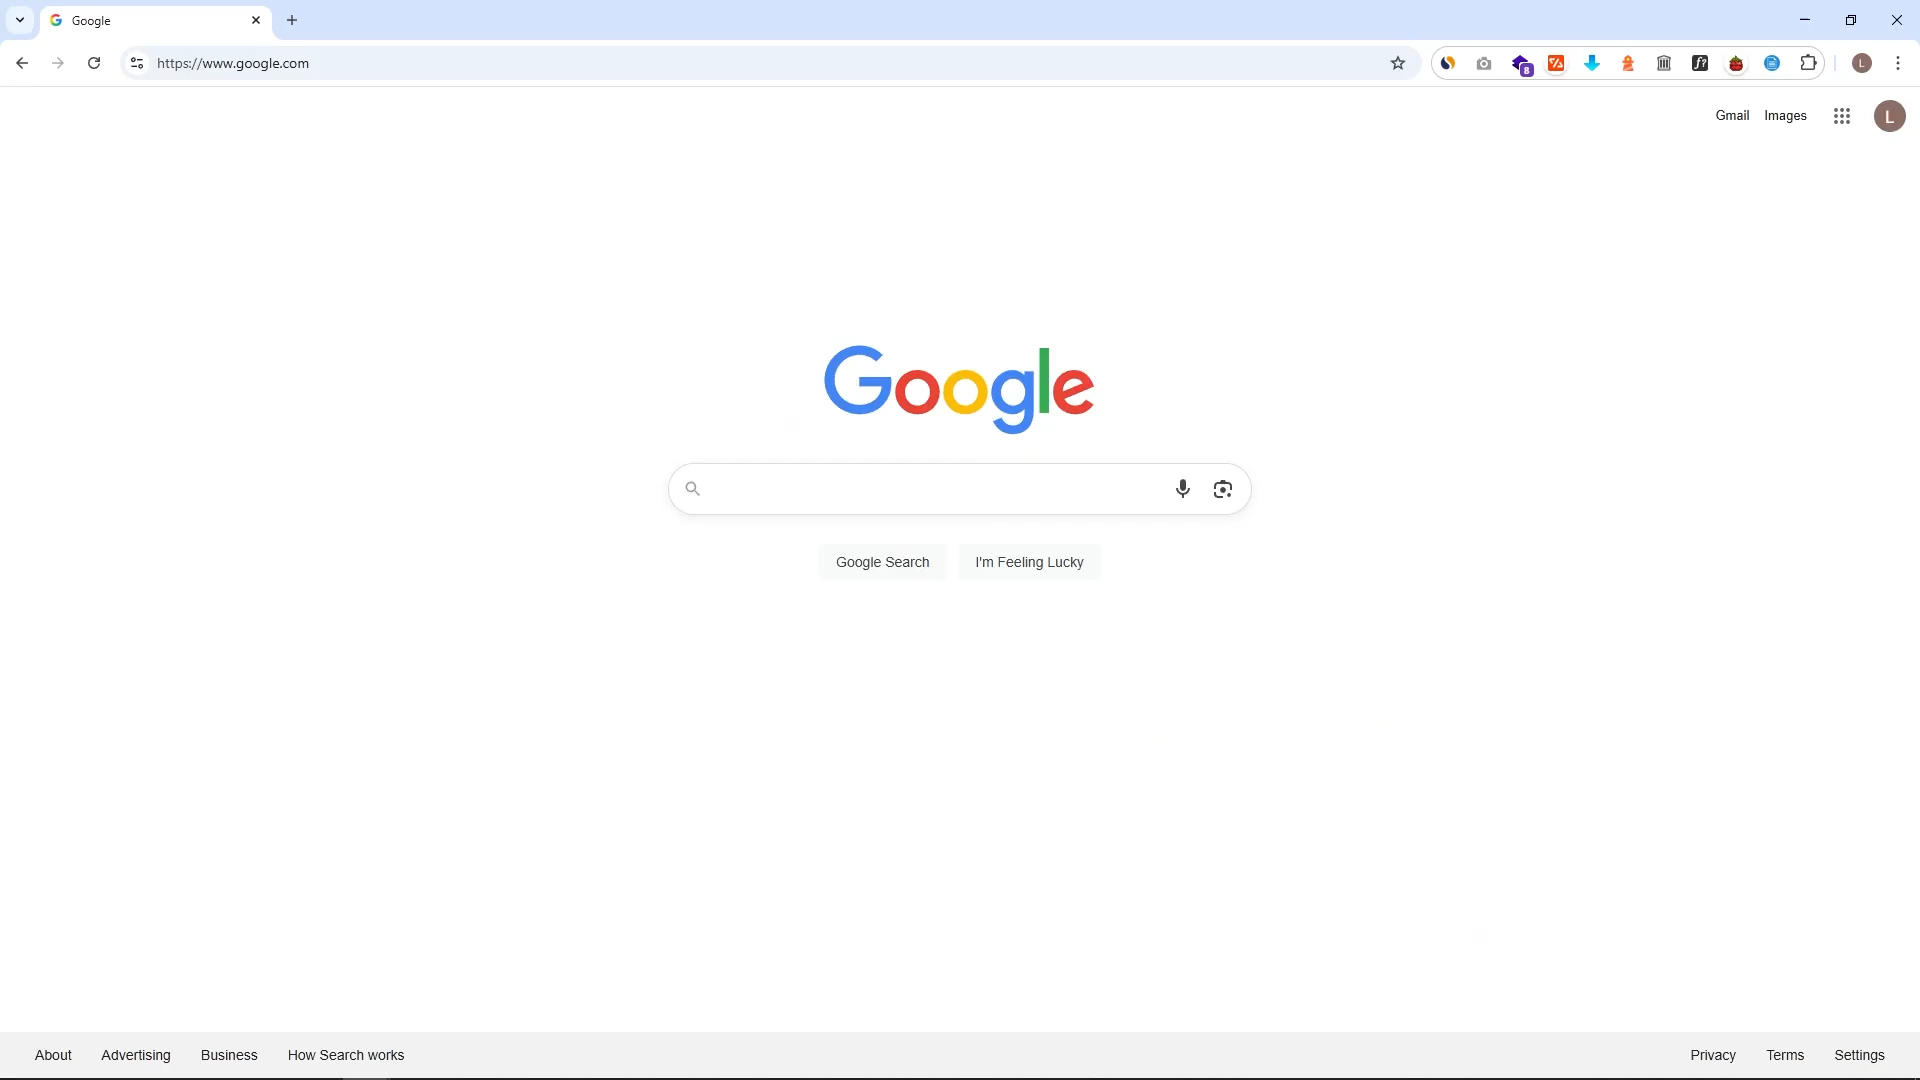 Google
https://www.google.com
8
f?
L
Gmail Images
L
Google
Google Search I'm Feeling Lucky
About Advertising Business How Search works Privacy Terms Settings